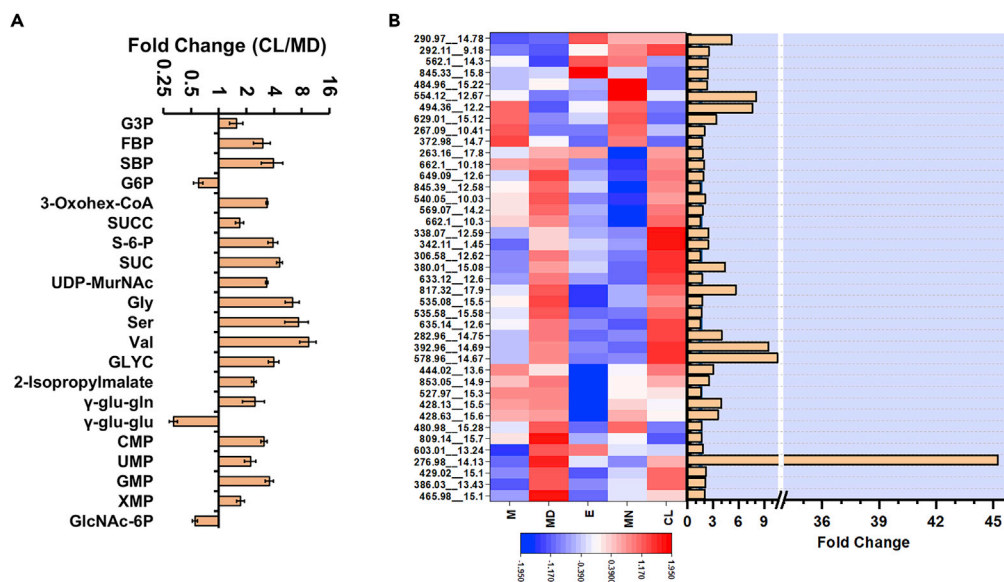 A
Fold Change (CL/MD)
0.25 0.5 1 2 4 8 16
G3P
FBP
SBP
G6P
3-Oxohex-CoA
SUCC
S-6-P
SUC
UDP-MurNAc
Gly
Ser
Val
GLYC
2-Isopropylmalate
γ-glu-gln
γ-glu-glu
CMP
UMP
GMP
XMP
GlcNAc-6P
B
290.97__14.78
292.11__9.18
562.1__14.3
845.33__15.8
484.96__15.22
554.12__12.67
494.36__12.2
629.01__15.12
267.09__10.41
372.98__14.7
263.16__17.8
662.1__10.18
649.09__12.6
845.39__12.58
540.05__10.03
569.07__14.2
662.1__10.3
338.07__12.59
342.11__1.45
306.58__12.62
380.01__15.08
633.12__12.6
817.32__17.9
535.08__15.5
535.58__15.58
635.14__12.6
282.96__14.75
392.96__14.69
578.96__14.67
444.02__13.6
853.05__14.9
527.97__15.3
428.13__15.5
428.63__15.6
480.98__15.28
809.14__15.7
603.01__13.24
276.98__14.13
429.02__15.1
386.03__13.43
465.98__15.1
M MD E MN CL
0 3 6 9 36 39 42 45
Fold Change
-1.950 -1.170 -0.390 0.3900 1.170 1.950